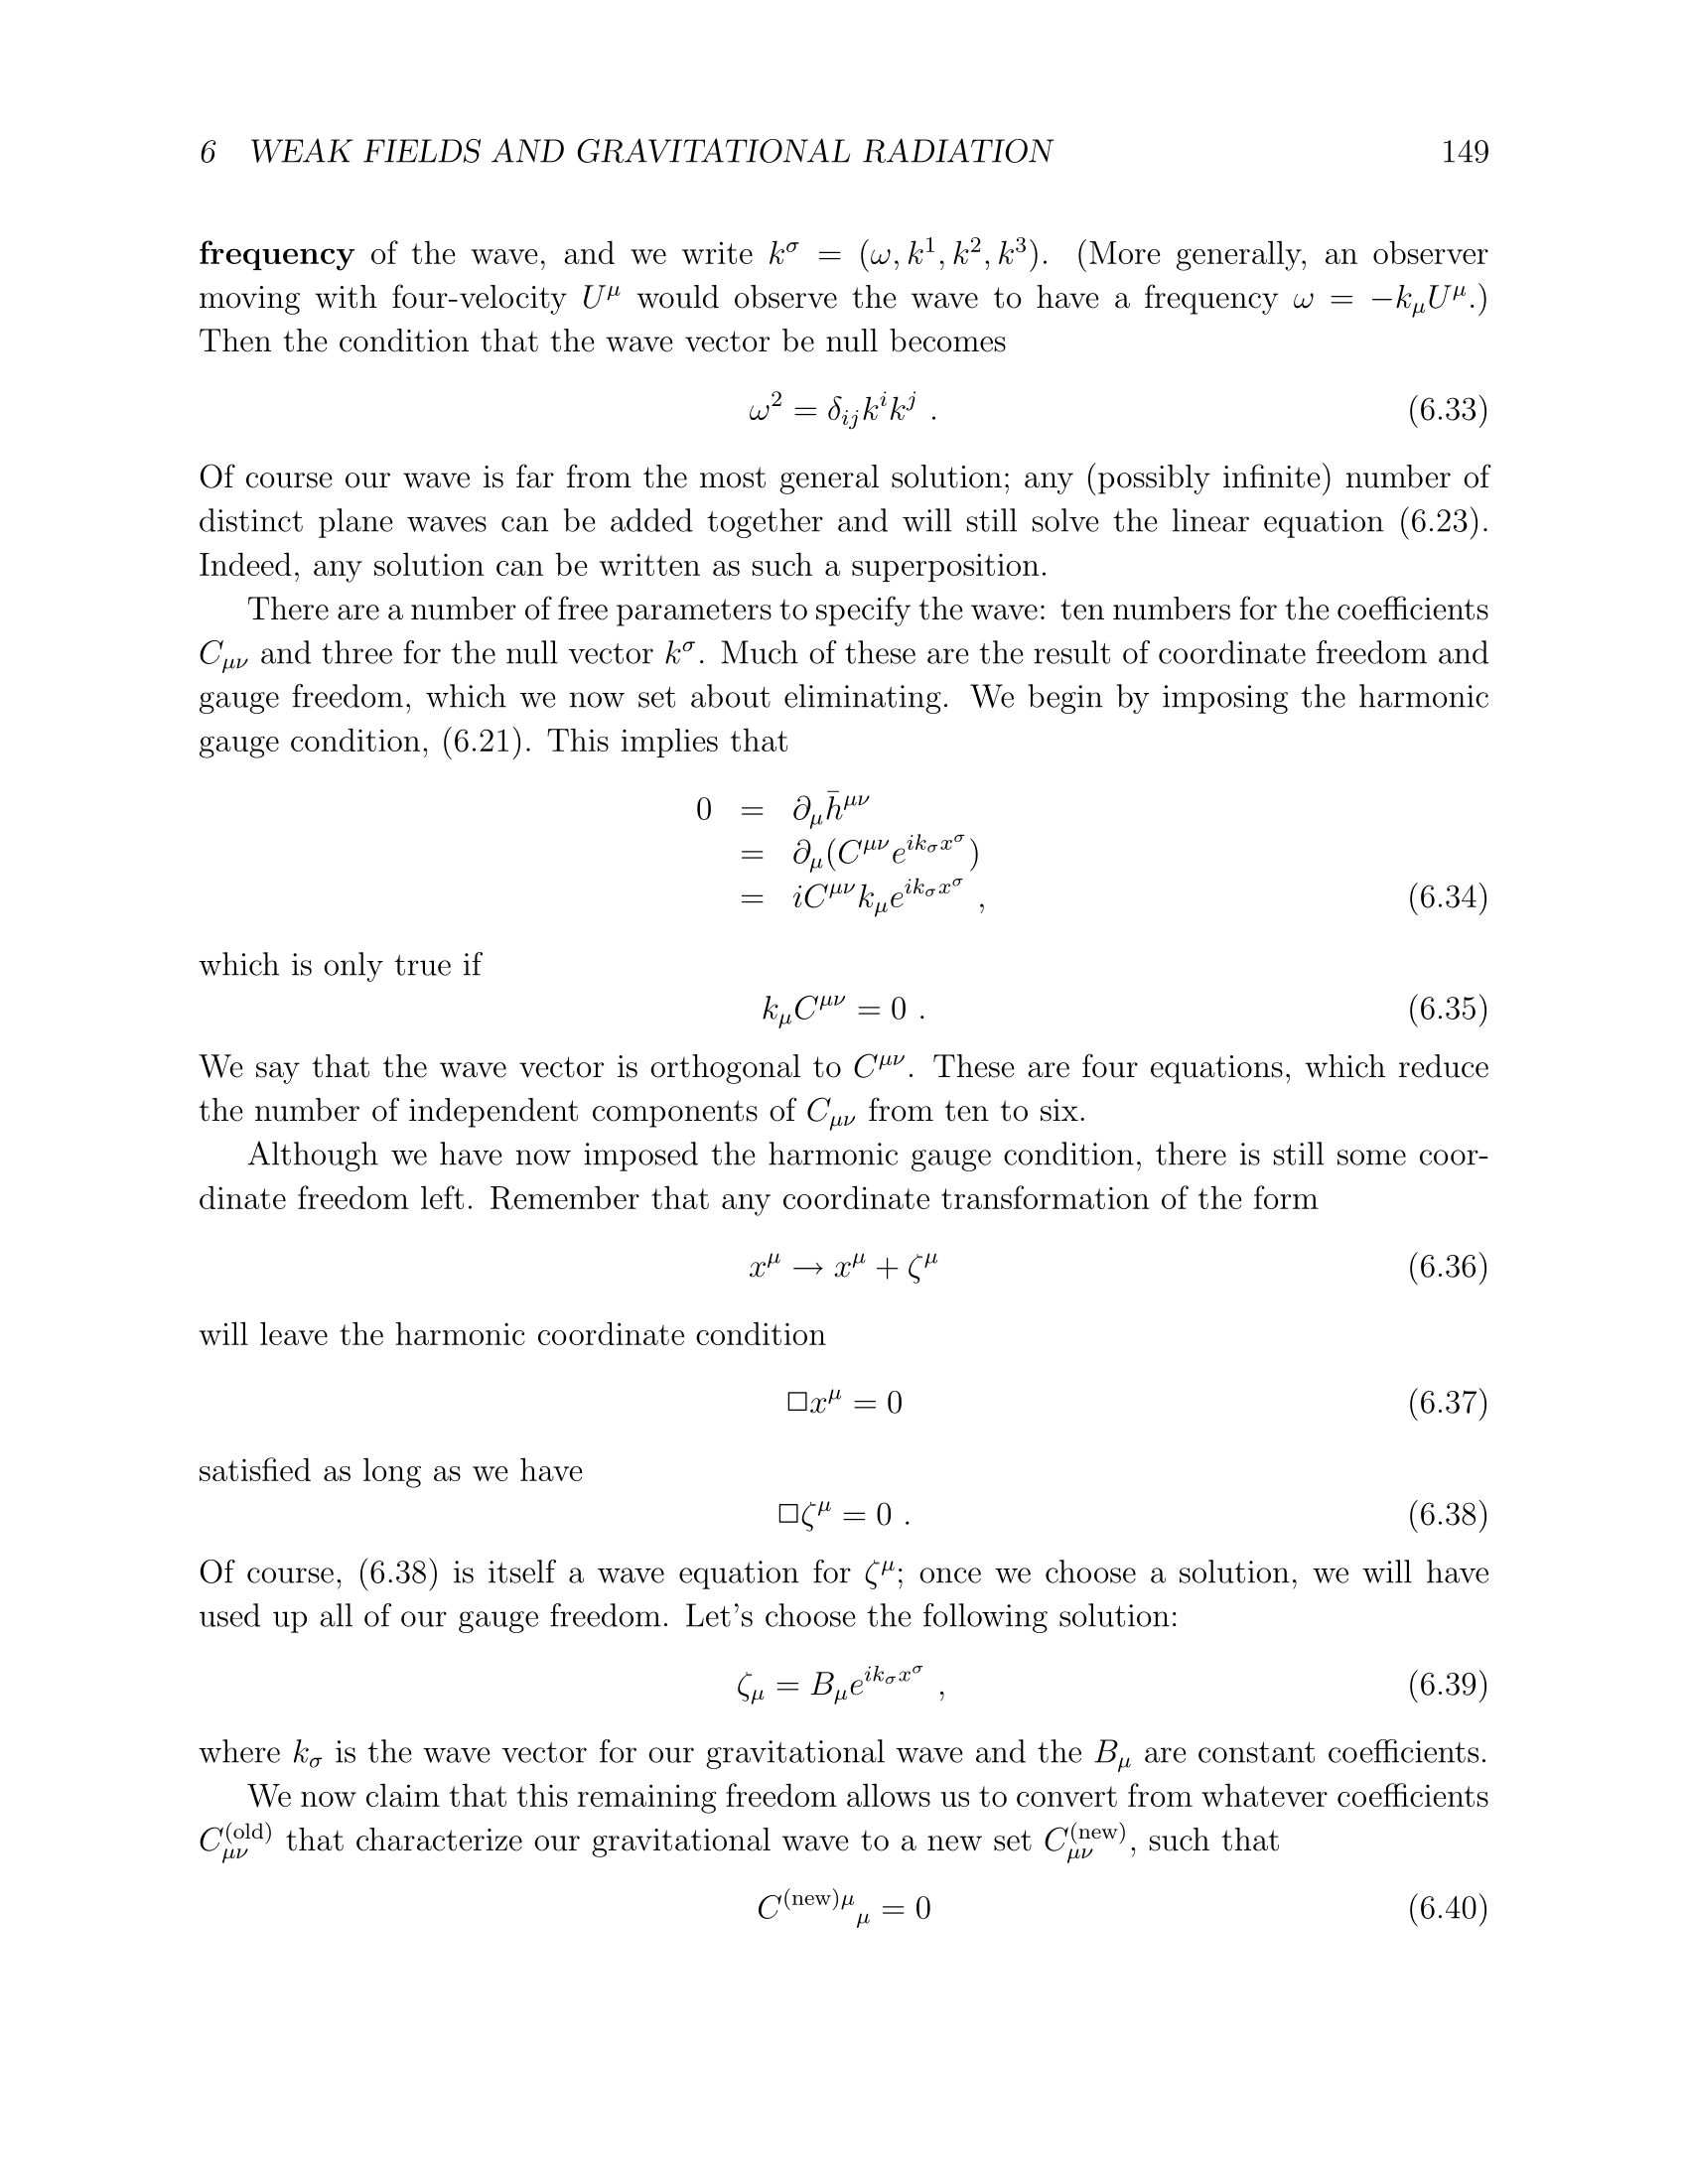 6 WEAK FIELDS AND GRAVITATIONAL RADIATION 149
frequency of the wave, and we write $k^\sigma = (\omega, k^1, k^2, k^3)$. (More generally, an observer
moving with four-velocity $U^\mu$ would observe the wave to have a frequency $\omega = -k_\mu U^\mu$.)
Then the condition that the wave vector be null becomes
$\omega^2 = \delta_{ij} k^i k^j$ . (6.33)
Of course our wave is far from the most general solution; any (possibly infinite) number of
distinct plane waves can be added together and will still solve the linear equation (6.23).
Indeed, any solution can be written as such a superposition.
There are a number of free parameters to specify the wave: ten numbers for the coefficients
$C_{\mu\nu}$ and three for the null vector $k^\sigma$. Much of these are the result of coordinate freedom and
gauge freedom, which we now set about eliminating. We begin by imposing the harmonic
gauge condition, (6.21). This implies that
$0 = \partial_\mu \bar{h}^{\mu\nu}$
$= \partial_\mu (C^{\mu\nu} e^{ik_\sigma x^\sigma})$
$= iC^{\mu\nu} k_\mu e^{ik_\sigma x^\sigma}$ , (6.34)
which is only true if
$k_\mu C^{\mu\nu} = 0$ . (6.35)
We say that the wave vector is orthogonal to $C^{\mu\nu}$. These are four equations, which reduce
the number of independent components of $C_{\mu\nu}$ from ten to six.
Although we have now imposed the harmonic gauge condition, there is still some coor-
dinate freedom left. Remember that any coordinate transformation of the form
$x^\mu \rightarrow x^\mu + \zeta^\mu$ (6.36)
will leave the harmonic coordinate condition
$\Box x^\mu = 0$ (6.37)
satisfied as long as we have
$\Box \zeta^\mu = 0$ . (6.38)
Of course, (6.38) is itself a wave equation for $\zeta^\mu$; once we choose a solution, we will have
used up all of our gauge freedom. Let's choose the following solution:
$\zeta_\mu = B_\mu e^{ik_\sigma x^\sigma}$ , (6.39)
where $k_\sigma$ is the wave vector for our gravitational wave and the $B_\mu$ are constant coefficients.
We now claim that this remaining freedom allows us to convert from whatever coefficients
$C_{\mu\nu}^{(\mathrm{old})}$ that characterize our gravitational wave to a new set $C_{\mu\nu}^{(\mathrm{new})}$, such that
$C^{(\mathrm{new})\mu}{}_\mu = 0$ (6.40)